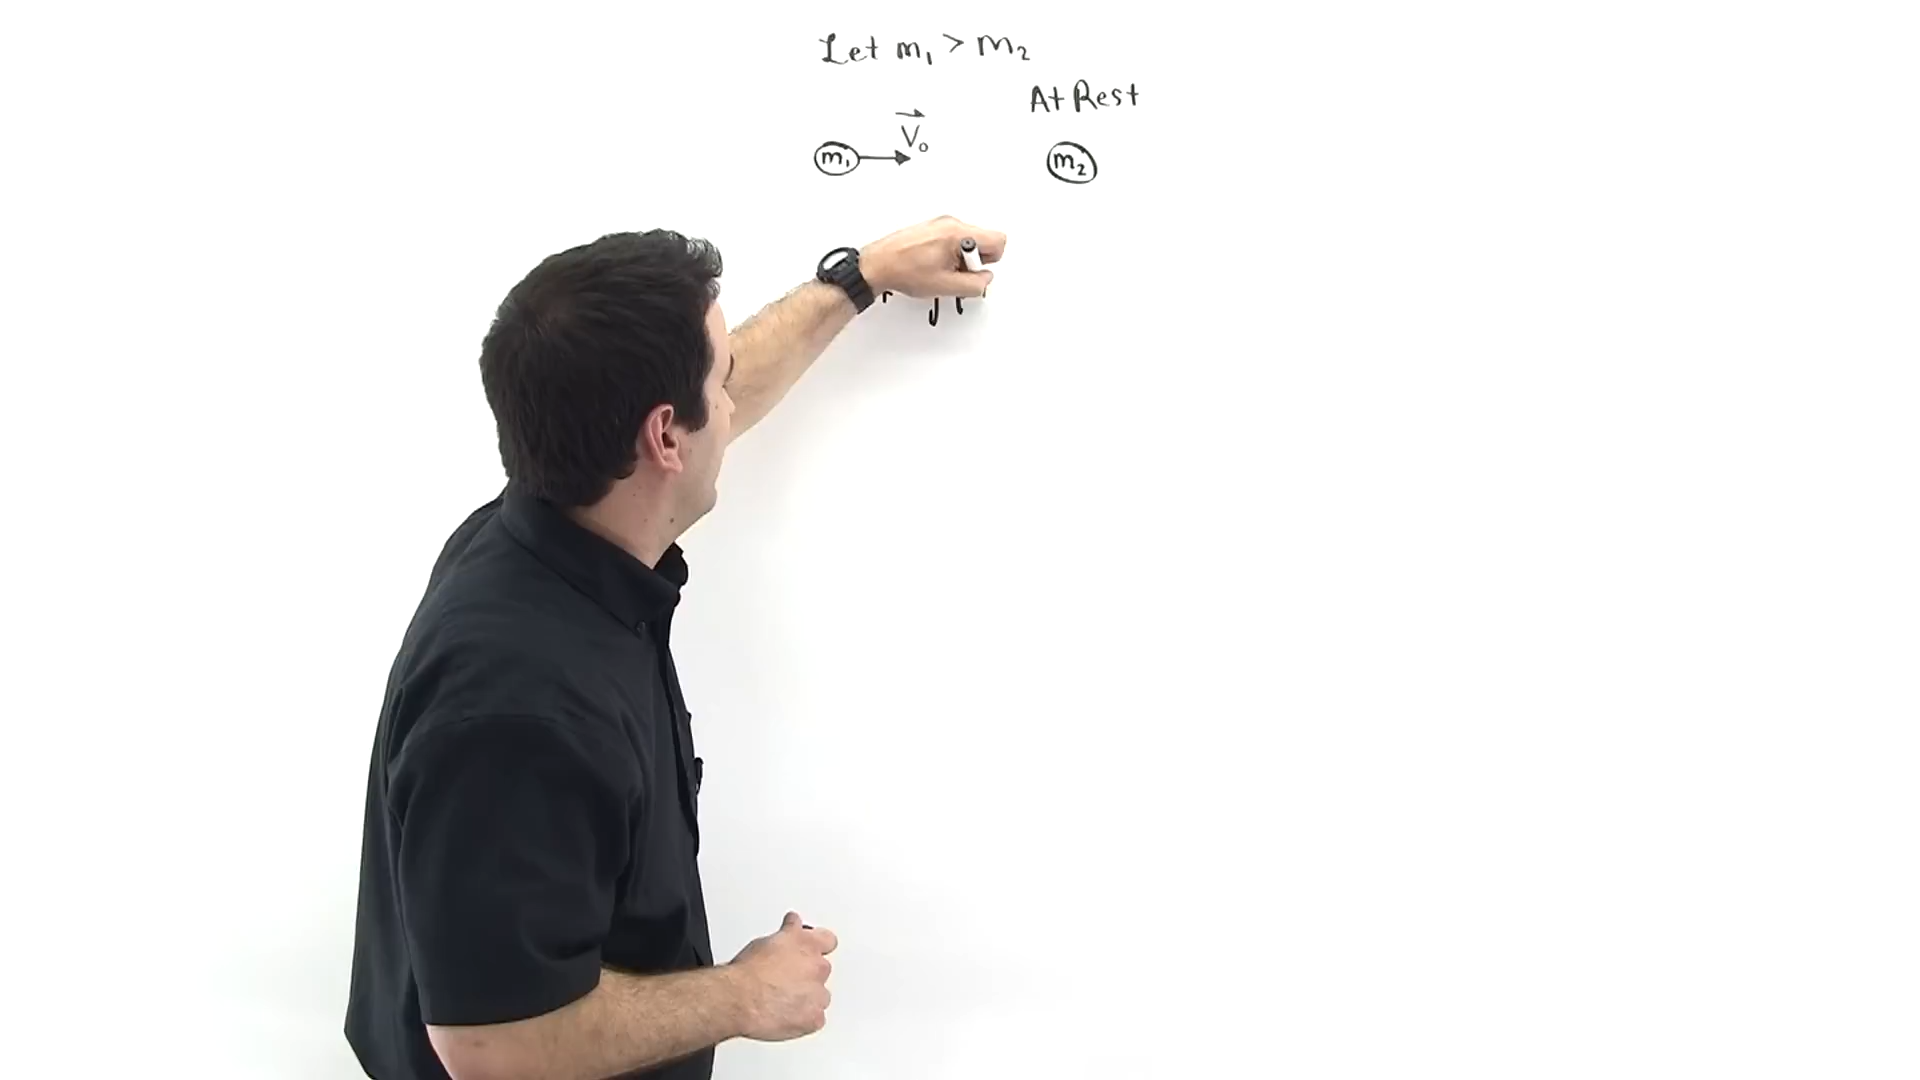 Let m₁ > m₂
At Rest
V₀
m₁ m₂